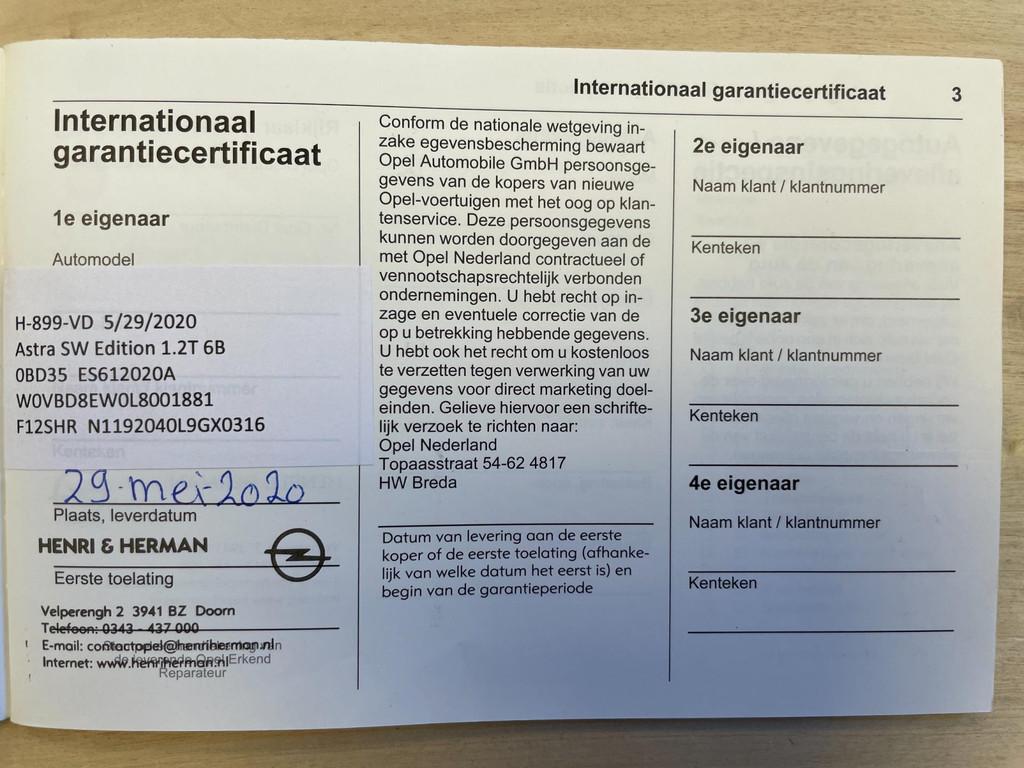 Internationaal garantiecertificaat 3
Internationaal
garantiecertificaat
1e eigenaar
Automodel
H-899-VD 5/29/2020
Astra SW Edition 1.2T 6B
0BD35 ES612020A
W0VBD8EW0L8001881
F12SHR N1192040L9GX0316
Kenteken
29-mei-2020
Plaats, leverdatum
HENRI & HERMAN
Eerste toelating
Velperengh 2 3941 BZ Doorn
Telefoon: 0343 - 437 000
E-mail: contactopel@henriherman.nl
Internet: www.henriherman.nl
Erkend
Reparateur
Conform de nationale wetgeving in-
zake egevensbescherming bewaart
Opel Automobile GmbH persoonsge-
gevens van de kopers van nieuwe
Opel-voertuigen met het oog op klan-
tenservice. Deze persoonsgegevens
kunnen worden doorgegeven aan de
met Opel Nederland contractueel of
vennootschapsrechtelijk verbonden
ondernemingen. U hebt recht op in-
zage en eventuele correctie van de
op u betrekking hebbende gegevens.
U hebt ook het recht om u kostenloos
te verzetten tegen verwerking van uw
gegevens voor direct marketing doel-
einden. Gelieve hiervoor een schrifte-
lijk verzoek te richten naar:
Opel Nederland
Topaasstraat 54-62 4817
HW Breda
Datum van levering aan de eerste
koper of de eerste toelating (afhanke-
lijk van welke datum het eerst is) en
begin van de garantieperiode
2e eigenaar
Naam klant / klantnummer
Kenteken
3e eigenaar
Naam klant / klantnummer
Kenteken
4e eigenaar
Naam klant / klantnummer
Kenteken